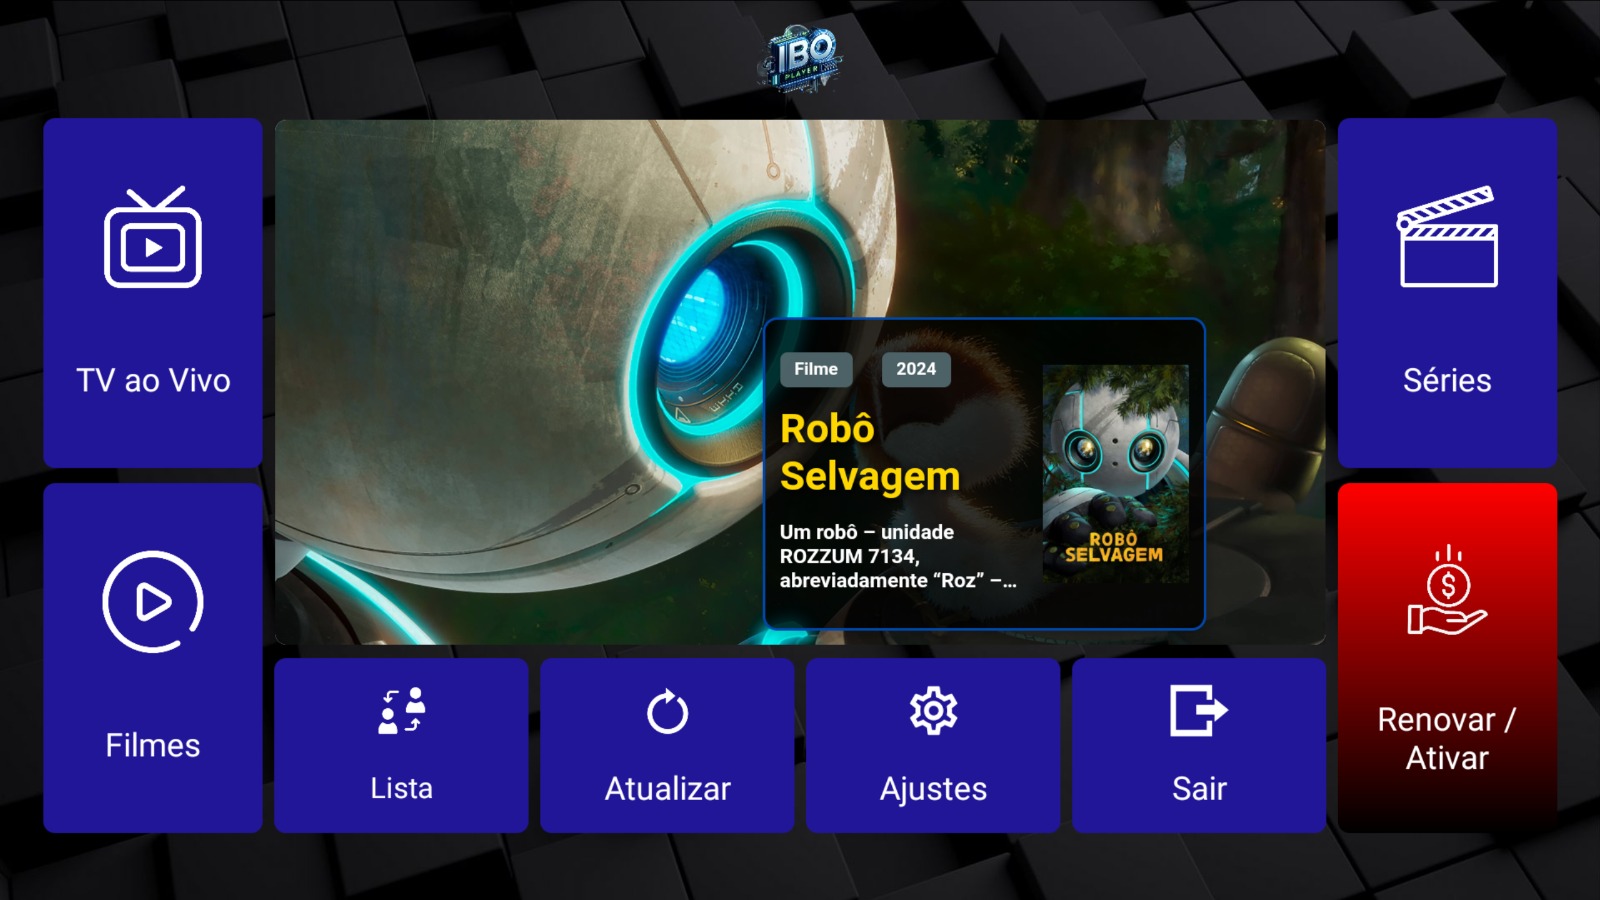 IBO
PLAYER
TV ao Vivo
Filme
2024
Robô
Selvagem
Um robô – unidade
ROZZUM 7134,
abreviadamente “Roz” –...
ROBÔ
SELVAGEM
Séries
Filmes
Lista
Atualizar
Ajustes
Sair
Renovar /
Ativar